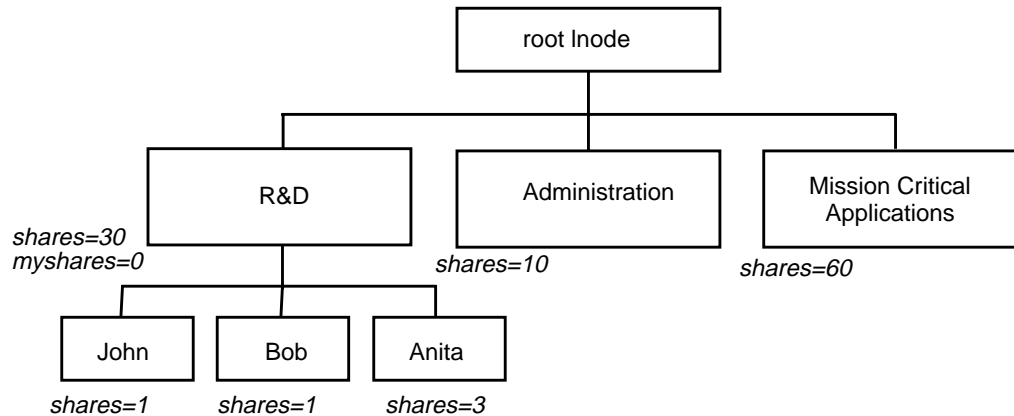 root lnode
R&D
Administration
Mission Critical
Applications
shares=30
myshares=0
shares=10
shares=60
John
Bob
Anita
shares=1
shares=1
shares=3